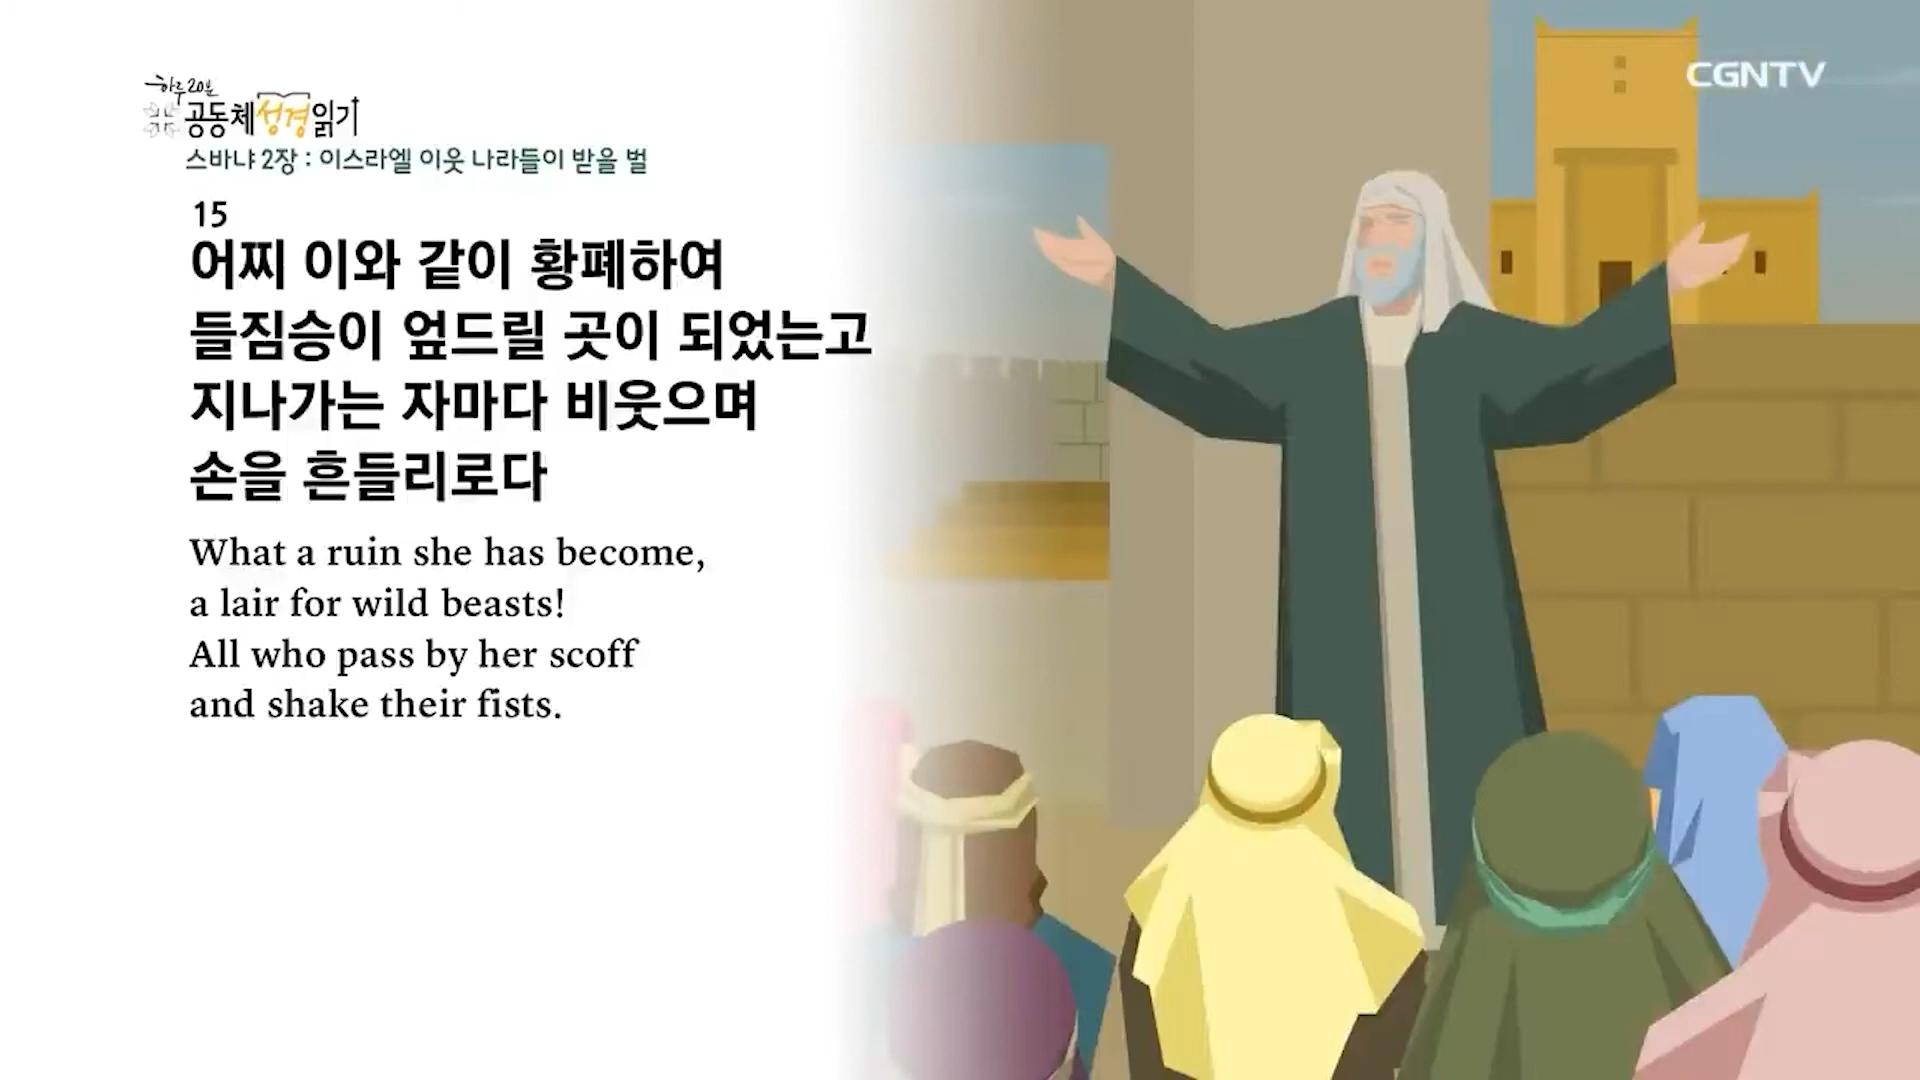 하루 20분
공동체성경읽기
CGNTV
스바냐 2장 : 이스라엘 이웃 나라들이 받을 벌
15
어찌 이와 같이 황폐하여
들짐승이 엎드릴 곳이 되었는고
지나가는 자마다 비웃으며
손을 흔들리로다
What a ruin she has become,
a lair for wild beasts!
All who pass by her scoff
and shake their fists.